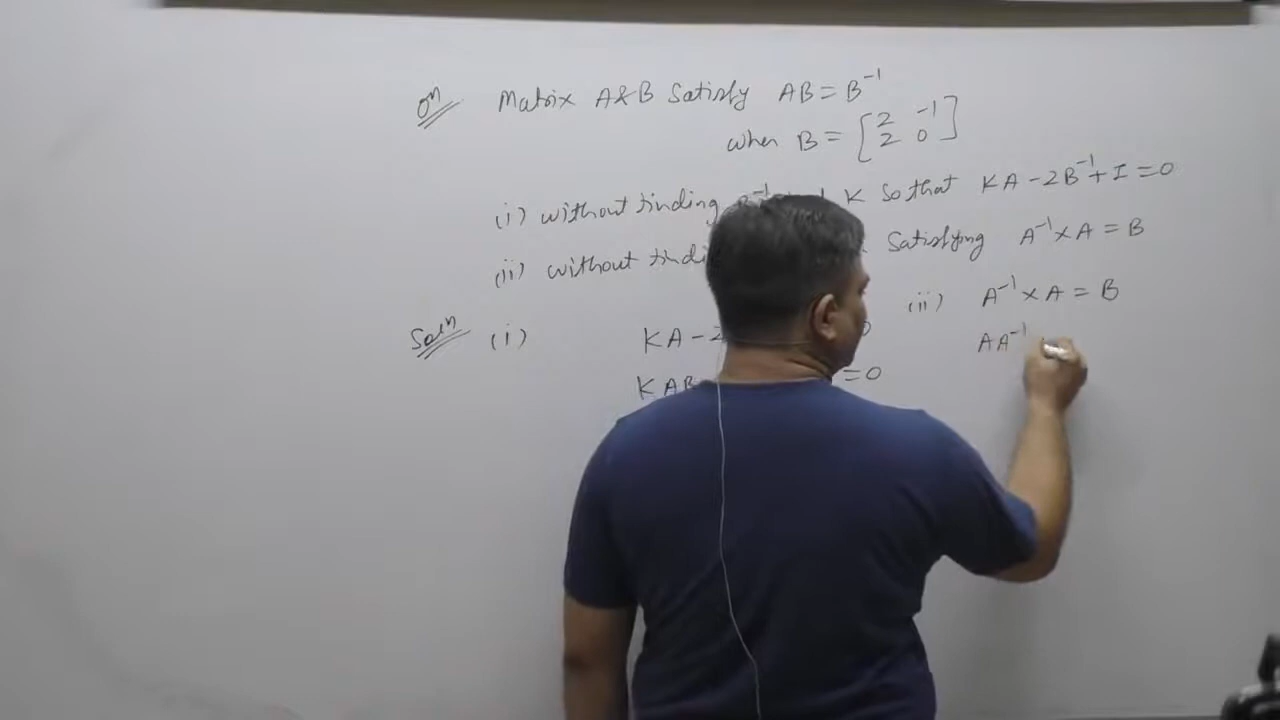 Qn Matrix A&B Satisfy AB = B⁻¹
when B = [2 -1
2 0]
(i) without finding K so that KA - 2B⁻¹ + I = 0
(ii) without Satisfying A⁻¹ × A = B
Soln (i) KA -
KAB = 0
(ii) A⁻¹ × A = B
AA⁻¹